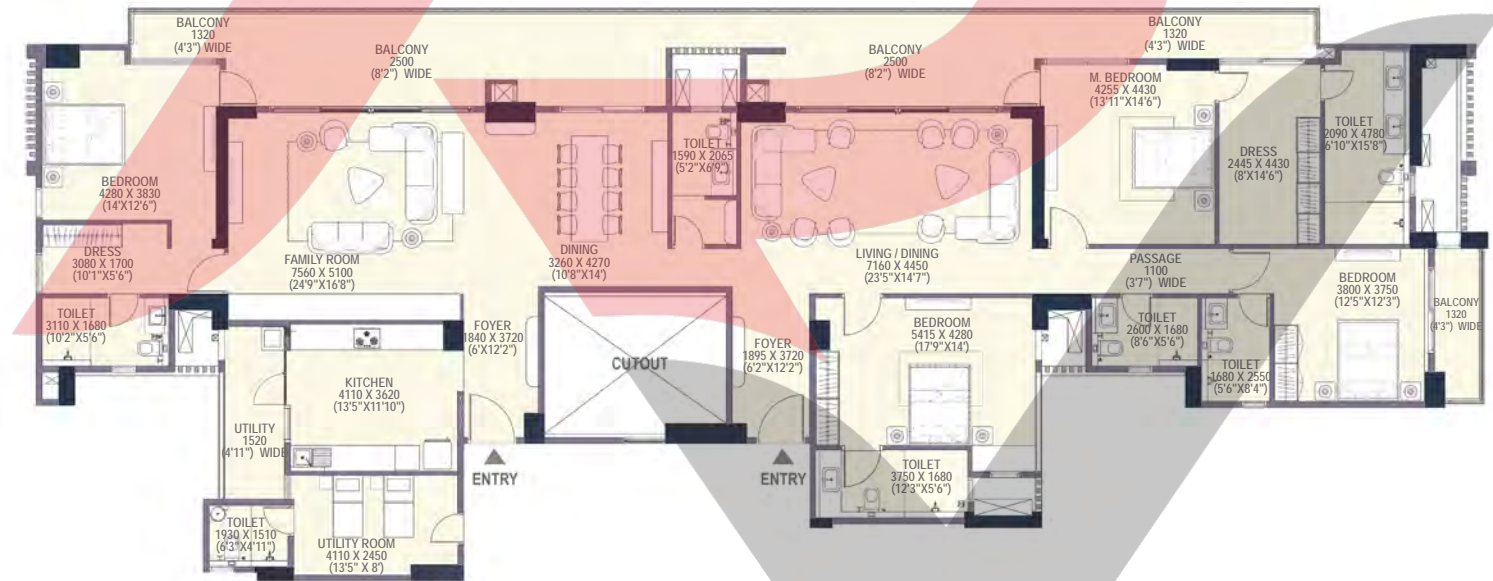 BALCONY
1320
(4'3") WIDE
BALCONY
2500
(8'2") WIDE
BALCONY
2500
(8'2") WIDE
BALCONY
1320
(4'3") WIDE
M. BEDROOM
4255 X 4430
(13'11"X14'6")
TOILET
2090 X 4780
(6'10"X15'8")
DRESS
2445 X 4430
(8'X14'6")
TOILET
1590 X 2065
(5'2"X6'9")
BEDROOM
4280 X 3830
(14'X12'6")
DRESS
3080 X 1700
(10'1"X5'6")
FAMILY ROOM
7560 X 5100
(24'9"X16'8")
DINING
3260 X 4270
(10'8"X14')
LIVING / DINING
7160 X 4450
(23'5"X14'7")
PASSAGE
1100
(3'7") WIDE
BEDROOM
3800 X 3750
(12'5"X12'3")
BALCONY
1320
(4'3") WIDE
TOILET
3110 X 1680
(10'2"X5'6")
FOYER
1840 X 3720
(6'X12'2")
CUTOUT
FOYER
1895 X 3720
(6'2"X12'2")
BEDROOM
5415 X 4280
(17'9"X14')
TOILET
2600 X 1680
(8'6"X5'6")
TOILET
1680 X 2550
(5'6"X8'4")
KITCHEN
4110 X 3620
(13'5"X11'10")
UTILITY
1520
(4'11") WIDE
ENTRY
ENTRY
TOILET
3750 X 1680
(12'3"X5'6")
TOILET
1930 X 1510
(6'3"X4'11")
UTILITY ROOM
4110 X 2450
(13'5" X 8')